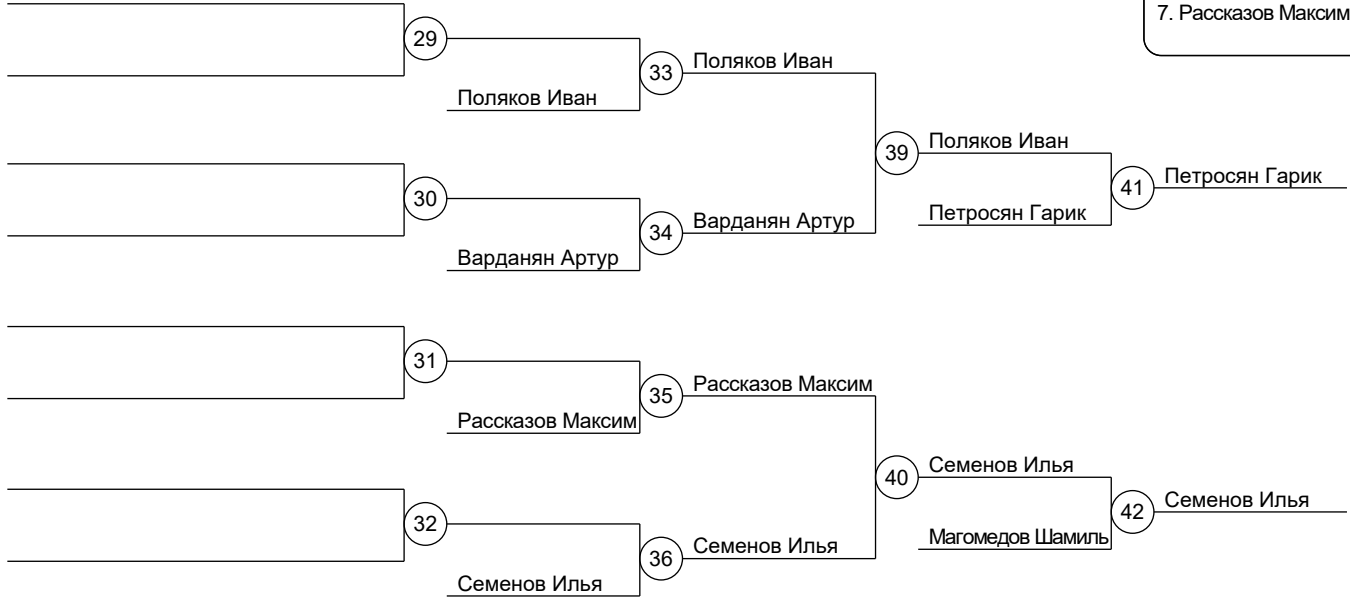 7. Рассказов Максим
29
33
Поляков Иван
Поляков Иван
39
Поляков Иван
41
Петросян Гарик
30
34
Варданян Артур
Петросян Гарик
Варданян Артур
31
35
Рассказов Максим
Рассказов Максим
40
Семенов Илья
42
Семенов Илья
32
36
Семенов Илья
Магомедов Шамиль
Семенов Илья